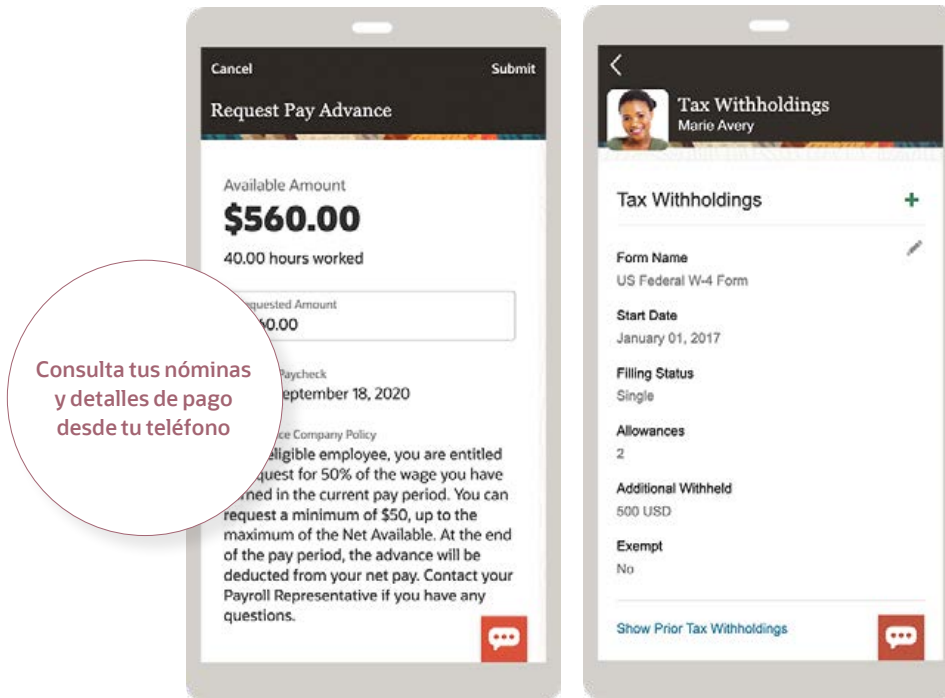 Cancel
Submit
Request Pay Advance
Available Amount
$560.00
40.00 hours worked
Amount
Paycheck
September 18, 2020
Company Policy
eligible employee, you are entitled
for 50% of the wage you have
in the current pay period. You can
request a minimum of $50, up to the
maximum of the Net Available. At the end
of the pay period, the advance will be
deducted from your net pay. Contact your
Payroll Representative if you have any
questions.
Consulta tus nóminas
y detalles de pago
desde tu teléfono
Tax Withholdings
Marie Avery
Tax Withholdings
Form Name
US Federal W-4 Form
Start Date
January 01, 2017
Filling Status
Single
Allowances
2
Additional Withheld
500 USD
Exempt
No
Show Prior Tax Withholdings